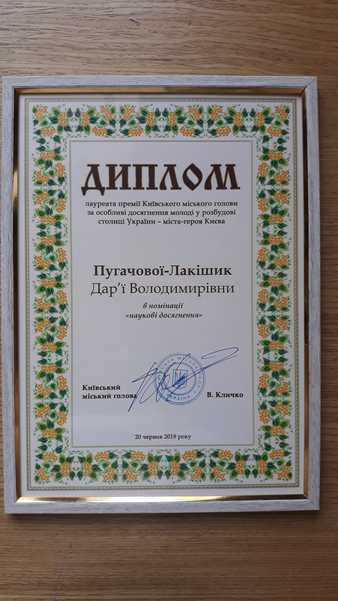 ДИПЛОМ
лауреата премії Київського міського голови
за особливі досягнення молоді у розбудові
столиці України – міста-героя Києва
Пугачової-Лакішик
Дар’ї Володимирівни
в номінації
«наукові досягнення»
Київський
міський голова
В. Кличко
20 червня 2019 року